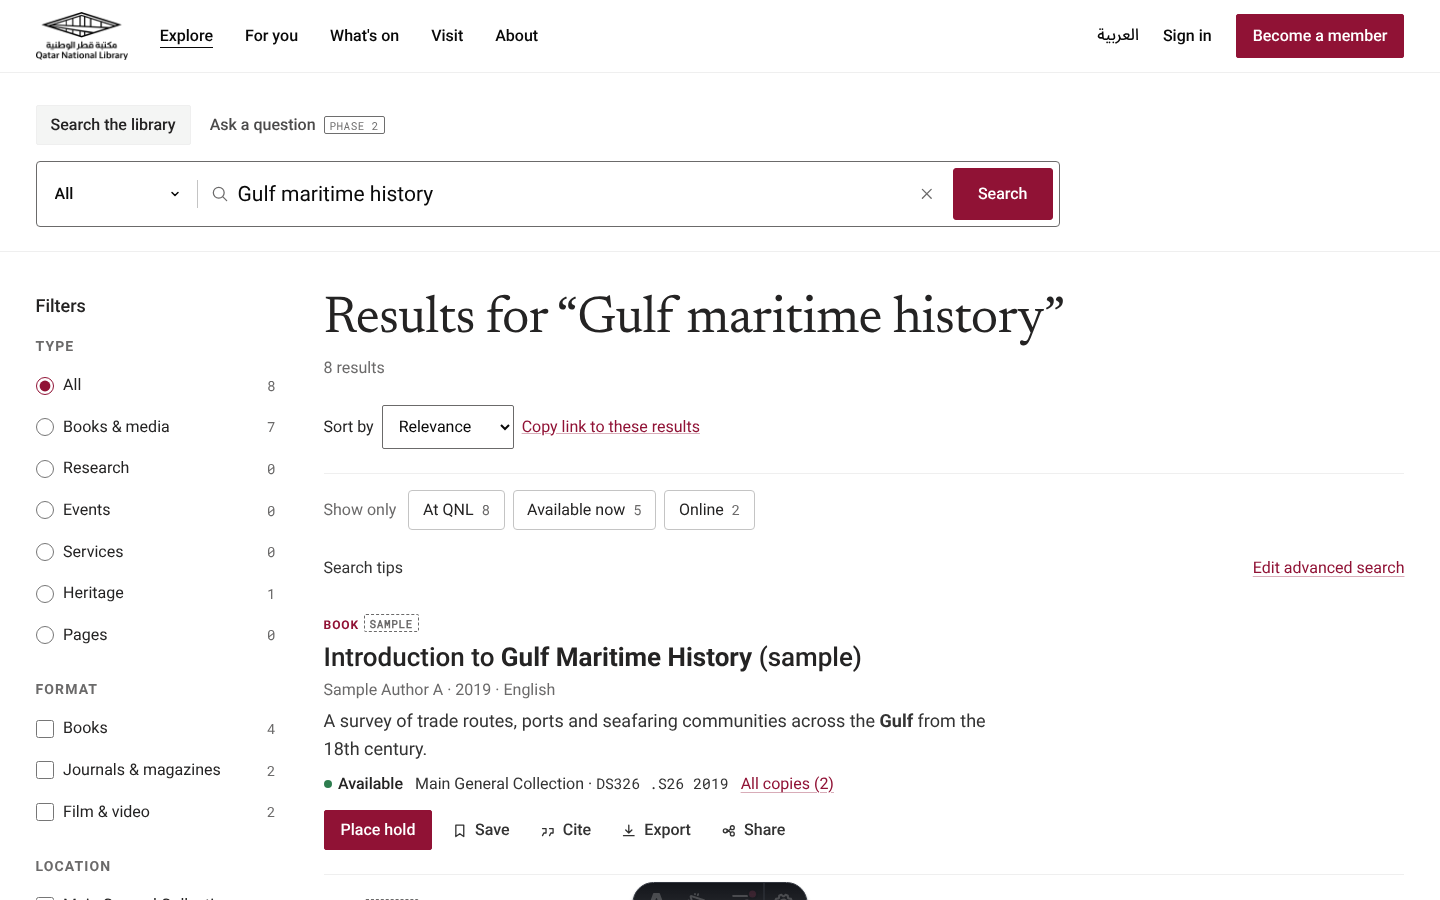 مكتبة قطر الوطنية
Qatar National Library
Explore
For you
What's on
Visit
About
العربية
Sign in
Become a member
Search the library
Ask a question
PHASE 2
All
Gulf maritime history
Search
Filters
TYPE
All 8
Books & media 7
Research 0
Events 0
Services 0
Heritage 1
Pages 0
FORMAT
Books 4
Journals & magazines 2
Film & video 2
LOCATION
Results for “Gulf maritime history”
8 results
Sort by Relevance Copy link to these results
Show only At QNL 8 Available now 5 Online 2
Search tips Edit advanced search
BOOK SAMPLE
Introduction to Gulf Maritime History (sample)
Sample Author A · 2019 · English
A survey of trade routes, ports and seafaring communities across the Gulf from the
18th century.
Available Main General Collection · DS326 .S26 2019 All copies (2)
Place hold Save Cite Export Share